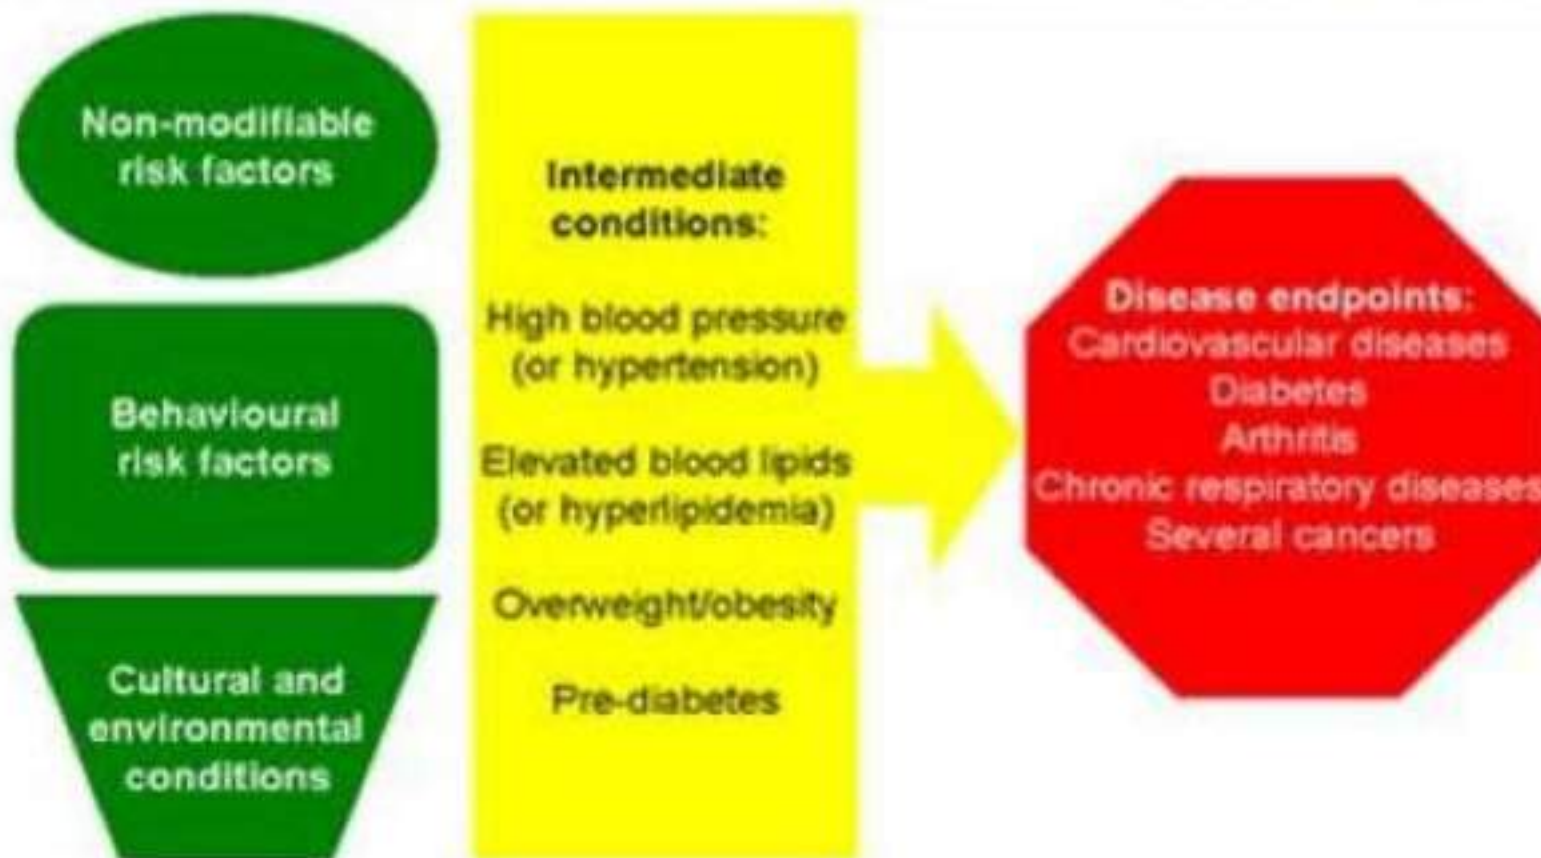 Non-modifiable
risk factors
Behavioural
risk factors
Cultural and
environmental
conditions
Intermediate
conditions:
High blood pressure
(or hypertension)
Elevated blood lipids
(or hyperlipidemia)
Overweight/obesity
Pre-diabetes
Disease endpoints:
Cardiovascular diseases
Diabetes
Arthritis
Chronic respiratory diseases
Several cancers